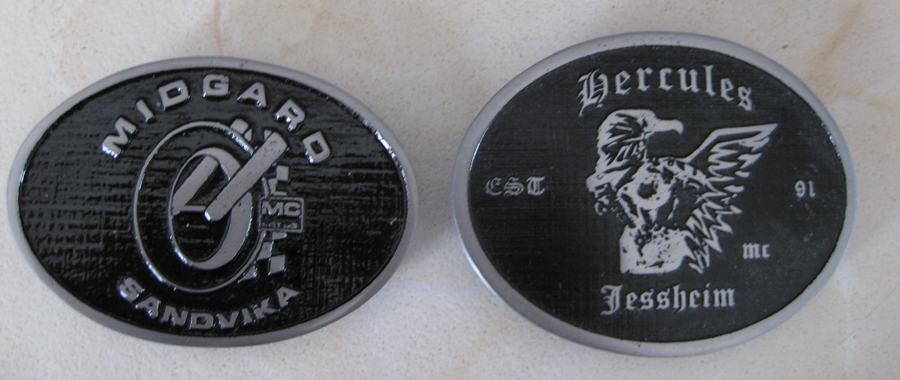 MIDGARD
MC
SANDVIKA
Hercules
EST 91
mc
Jessheim